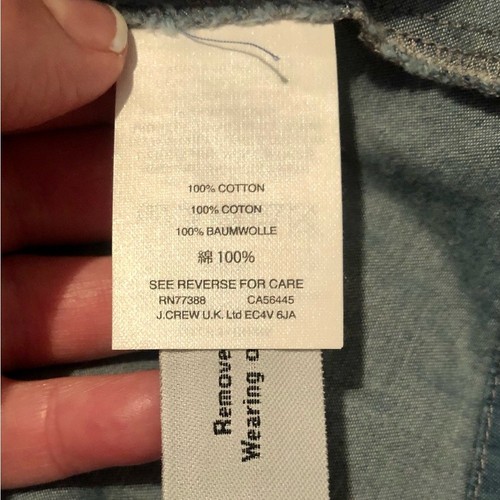 100% COTTON
100% COTON
100% BAUMWOLLE
綿 100%
SEE REVERSE FOR CARE
RN77388 CA56445
J.CREW U.K. Ltd EC4V 6JA
Remove
Wearing o